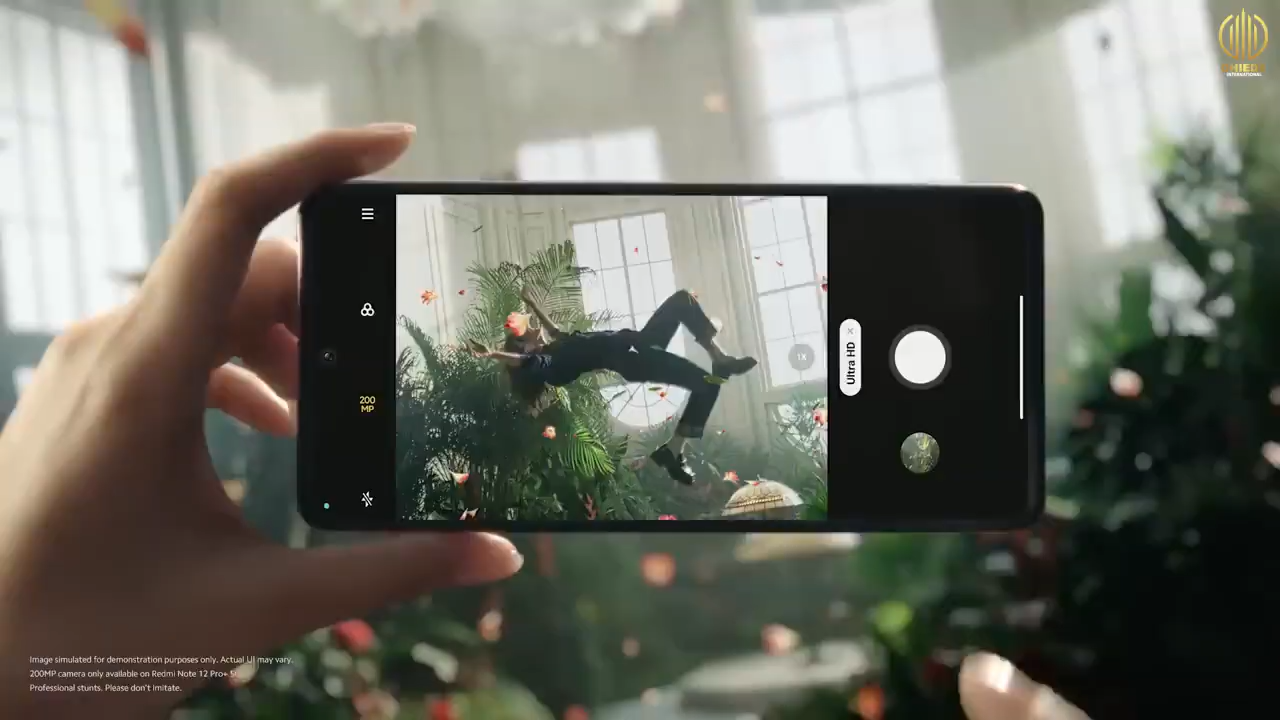 200
MP
1X
Ultra HD ×
INTERNATIONAL
Image simulated for demonstration purposes only. Actual UI may vary.
200MP camera only available on Redmi Note 12 Pro+
Professional stunts. Please don't imitate.